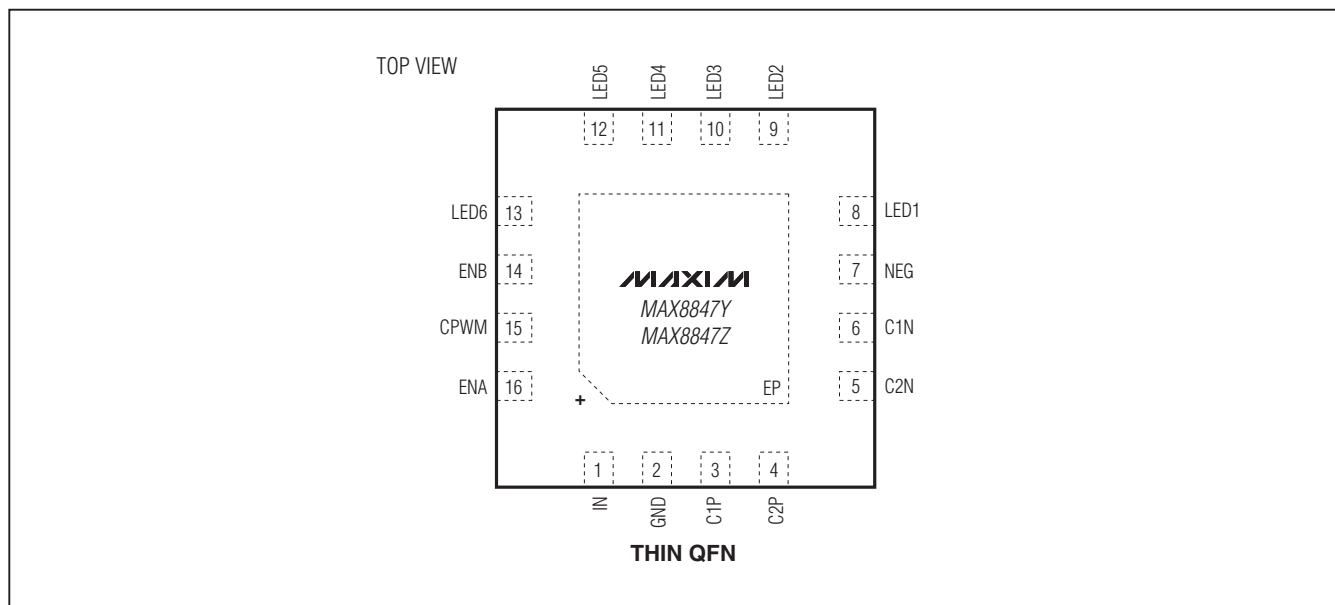 TOP VIEW
LED5
LED4
LED3
LED2
12
11
10
9
LED6 13
8 LED1
ENB 14
7 NEG
CPWM 15
6 C1N
ENA 16
5 C2N
MAXIM
MAX8847Y
MAX8847Z
EP
+
1
2
3
4
IN
GND
C1P
C2P
THIN QFN